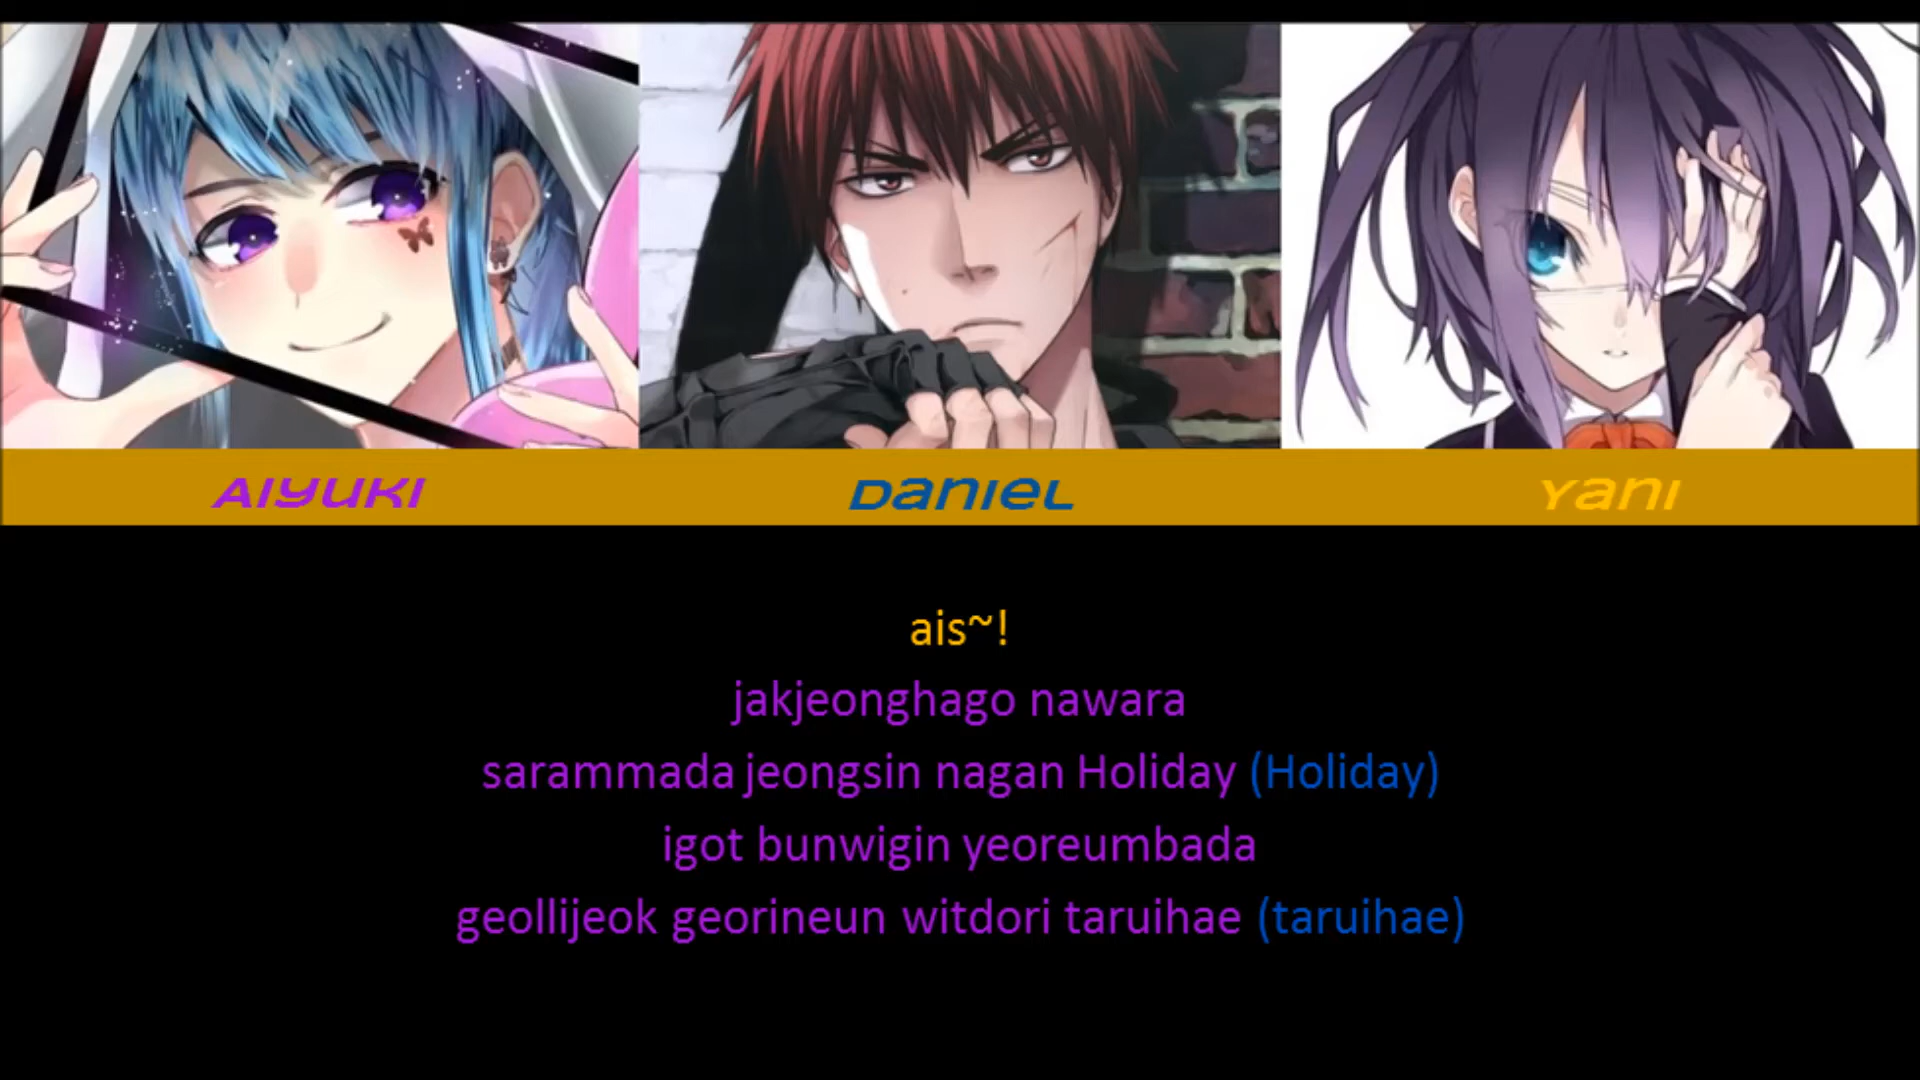 AIYUKI
DANIEL
YANI
ais~!
jakjeonghago nawara
sarammada jeongsin nagan Holiday (Holiday)
igot bunwigin yeoreumbada
geollijeok georineun witdori taruihae (taruihae)